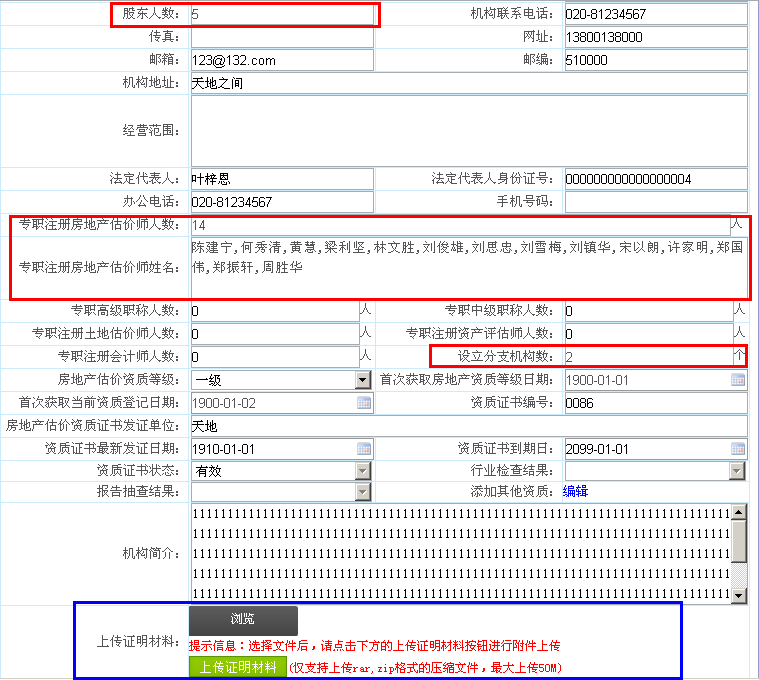 股东人数： 5 机构联系电话： 020-81234567
传真： 网址： 13800138000
邮箱： 123@132.com 邮编： 510000
机构地址： 天地之间
经营范围：
法定代表人： 叶梓恩 法定代表人身份证号： 000000000000000004
办公电话： 020-81234567 手机号码：
专职注册房地产估价师人数： 14 人
陈建宁,何秀清,黄慧,梁利坚,林文胜,刘俊雄,刘思忠,刘雪梅,刘镇华,宋以朗,许家明,郑国
专职注册房地产估价师姓名： 伟,郑振轩,周胜华
专职高级职称人数： 0 人 专职中级职称人数： 0 人
专职注册土地估价师人数： 0 人 专职注册资产评估师人数： 0 人
专职注册会计师人数： 0 人 设立分支机构数： 2 个
房地产估价资质等级： 一级 首次获取房地产资质等级日期： 1900-01-01
首次获取当前资质登记日期： 1900-01-02 资质证书编号： 0086
房地产估价资质证书发证单位： 天地
资质证书最新发证日期： 1910-01-01 资质证书到期日： 2099-01-01
资质证书状态： 有效 行业检查结果：
报告抽查结果： 添加其他资质： 编辑
机构简介：
上传证明材料： 浏览
提示信息：选择文件后，请点击下方的上传证明材料按钮进行附件上传
上传证明材料 (仅支持上传rar,zip格式的压缩文件，最大上传50M)